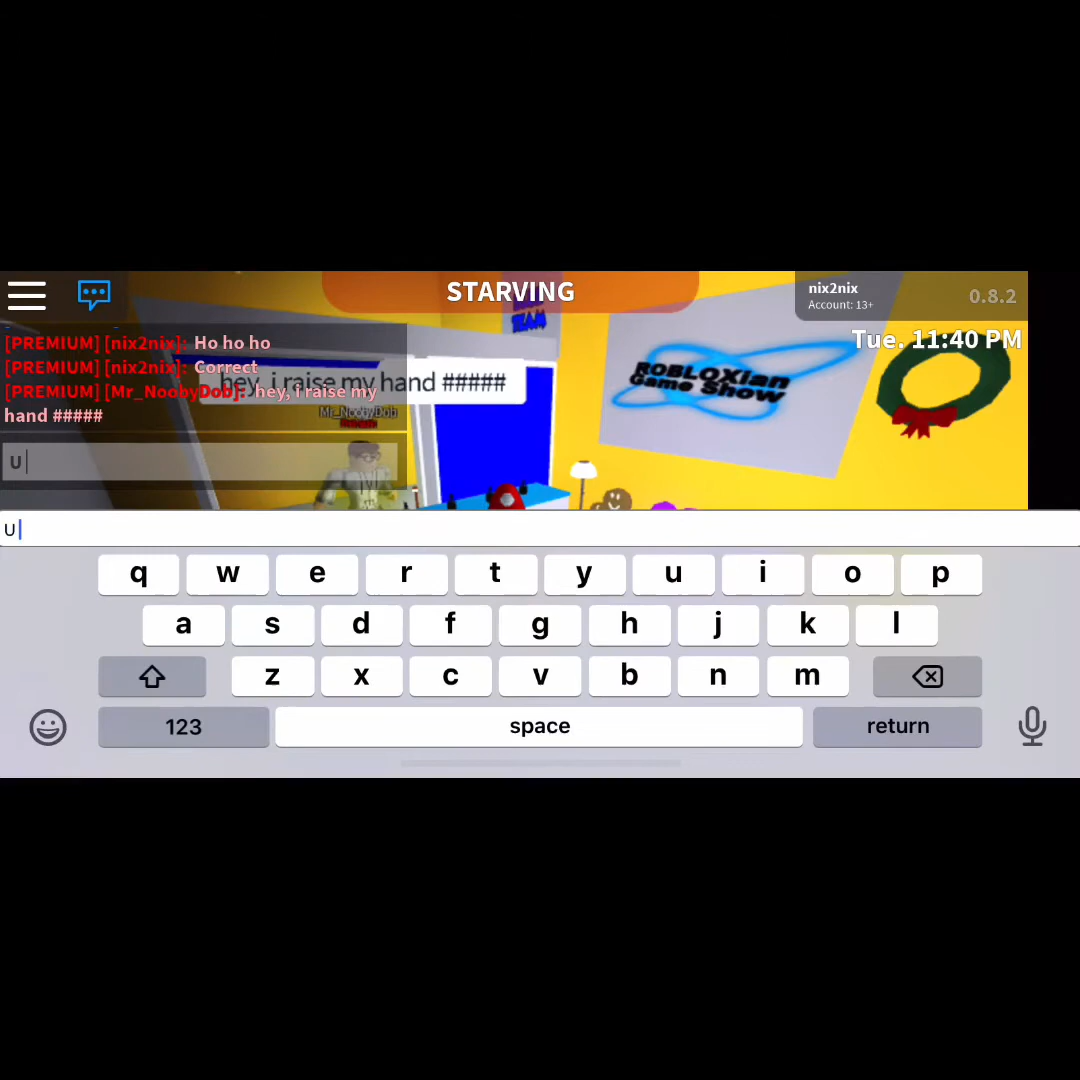 STARVING
nix2nix
Account: 13+
0.8.2
Tue. 11:40 PM
[PREMIUM] [nix2nix]: Ho ho ho
[PREMIUM] [nix2nix]: Correct
[PREMIUM] [Mr_NoobyDob]: hey, i raise my
hand #####
hey, i raise my hand #####
Mr_NoobyDob
ROBLOXian
Game Show
U
U
q w e r t y u i o p
a s d f g h j k l
z x c v b n m
123 space return